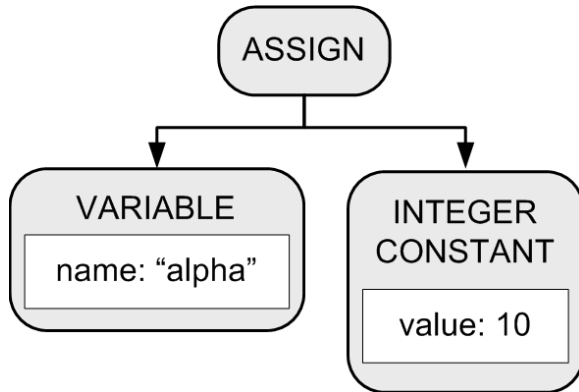 ASSIGN
VARIABLE
name: “alpha”
INTEGER
CONSTANT
value: 10